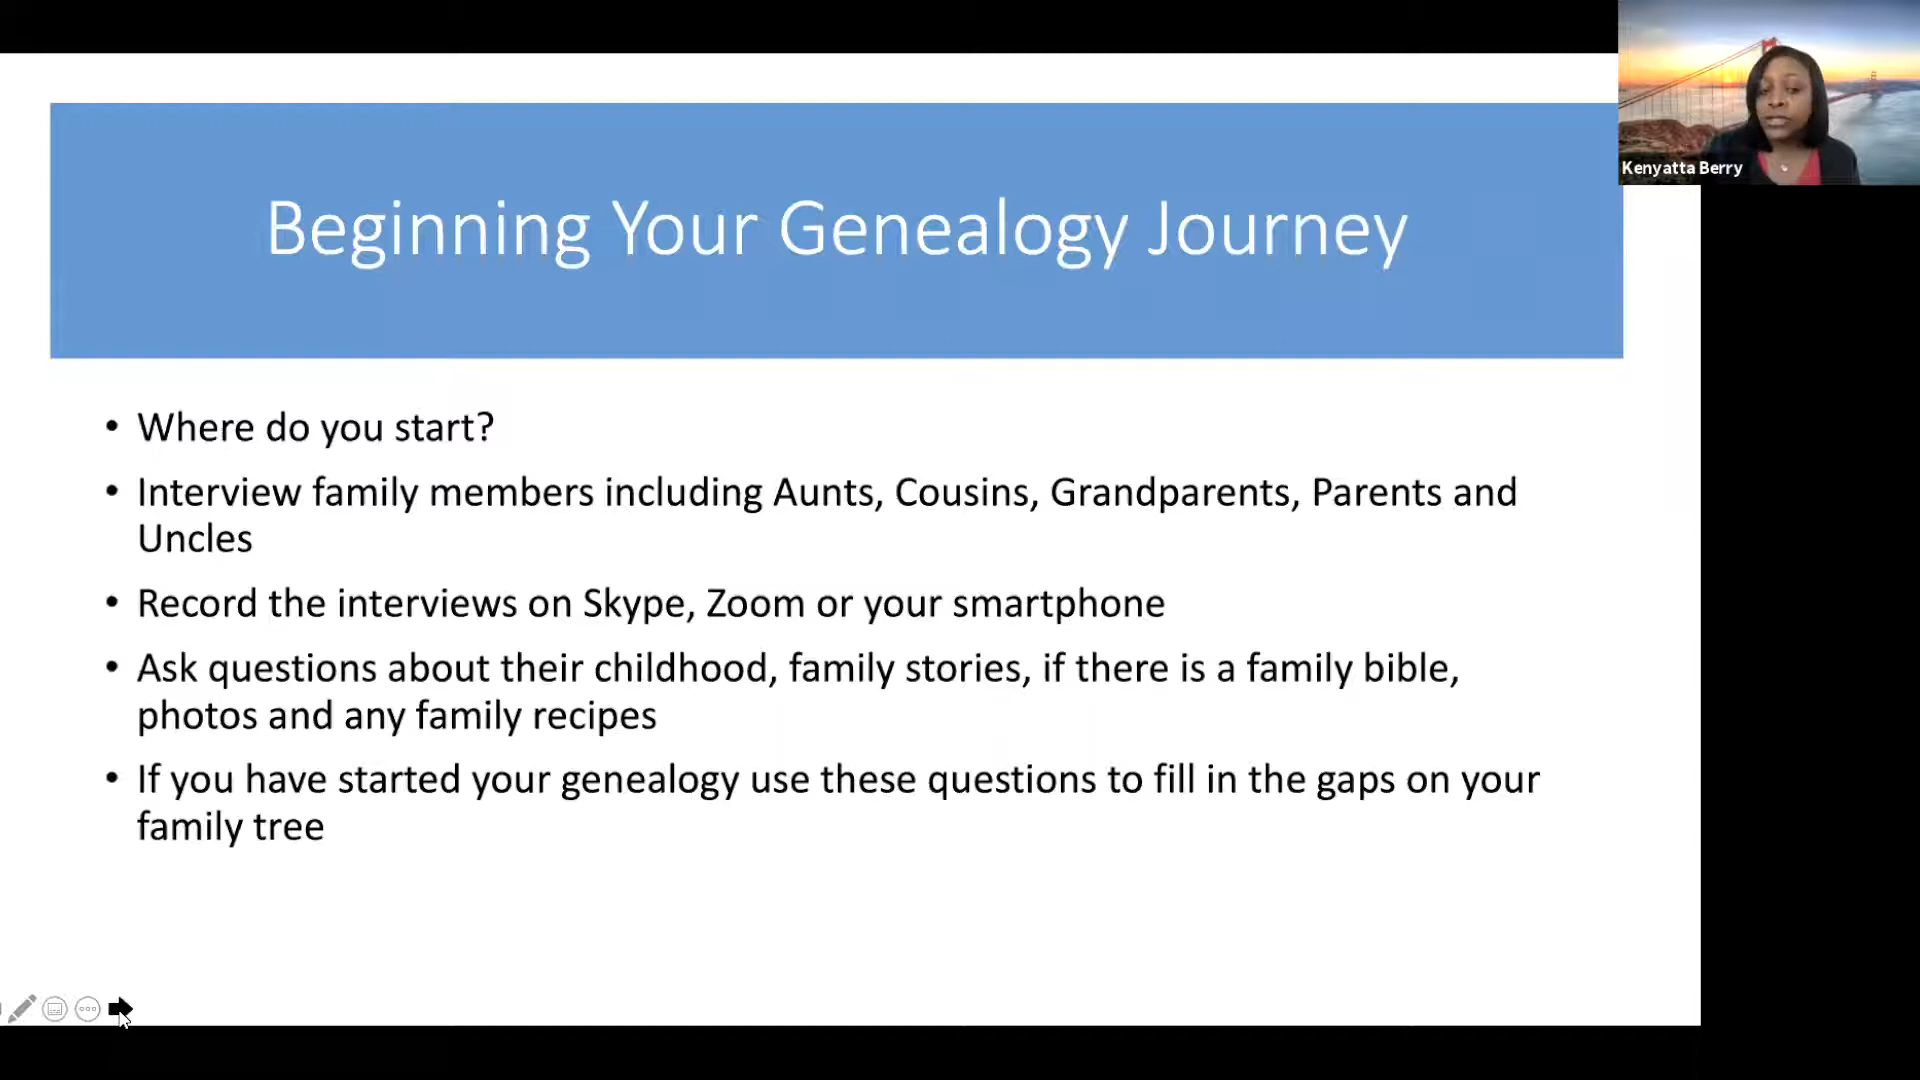 Kenyatta Berry
Beginning Your Genealogy Journey
• Where do you start?
• Interview family members including Aunts, Cousins, Grandparents, Parents and
Uncles
• Record the interviews on Skype, Zoom or your smartphone
• Ask questions about their childhood, family stories, if there is a family bible,
photos and any family recipes
• If you have started your genealogy use these questions to fill in the gaps on your
family tree